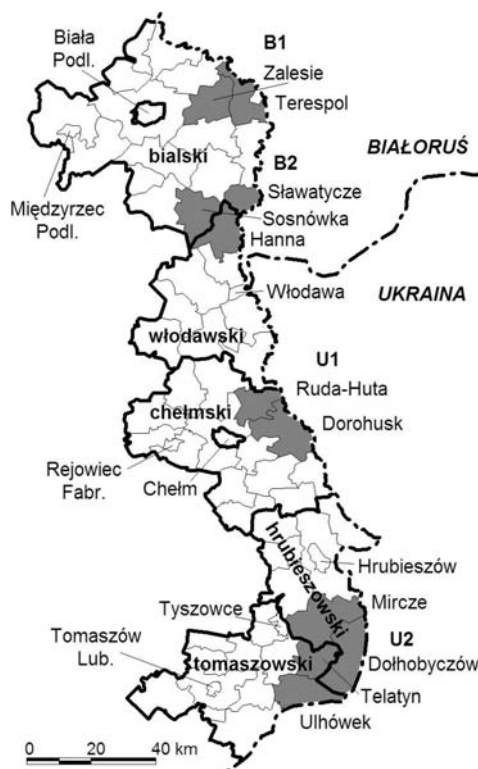 Biała
Podl.
B1
Zalesie
Terespol
bialski
BIAŁORUŚ
B2
Sławatycze
Międzyrzec
Podl.
Sosnówka
Hanna
Włodawa
UKRAINA
włodawski
U1
Ruda-Huta
chełmski
Dorohusk
Rejowiec
Fabr.
Chełm
hrubieszowski
Hrubieszów
Tyszowce
Mircze
Tomaszów
Lub.
U2
tomaszowski
Dołhobyczów
Telatyn
Ulhówek
0 20 40 km